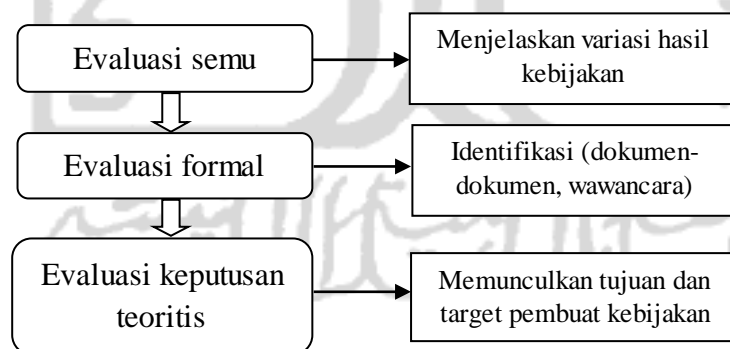 Evaluasi semu
Menjelaskan variasi hasil
kebijakan
Evaluasi formal
Identifikasi (dokumen-
dokumen, wawancara)
Evaluasi keputusan
teoritis
Memunculkan tujuan dan
target pembuat kebijakan